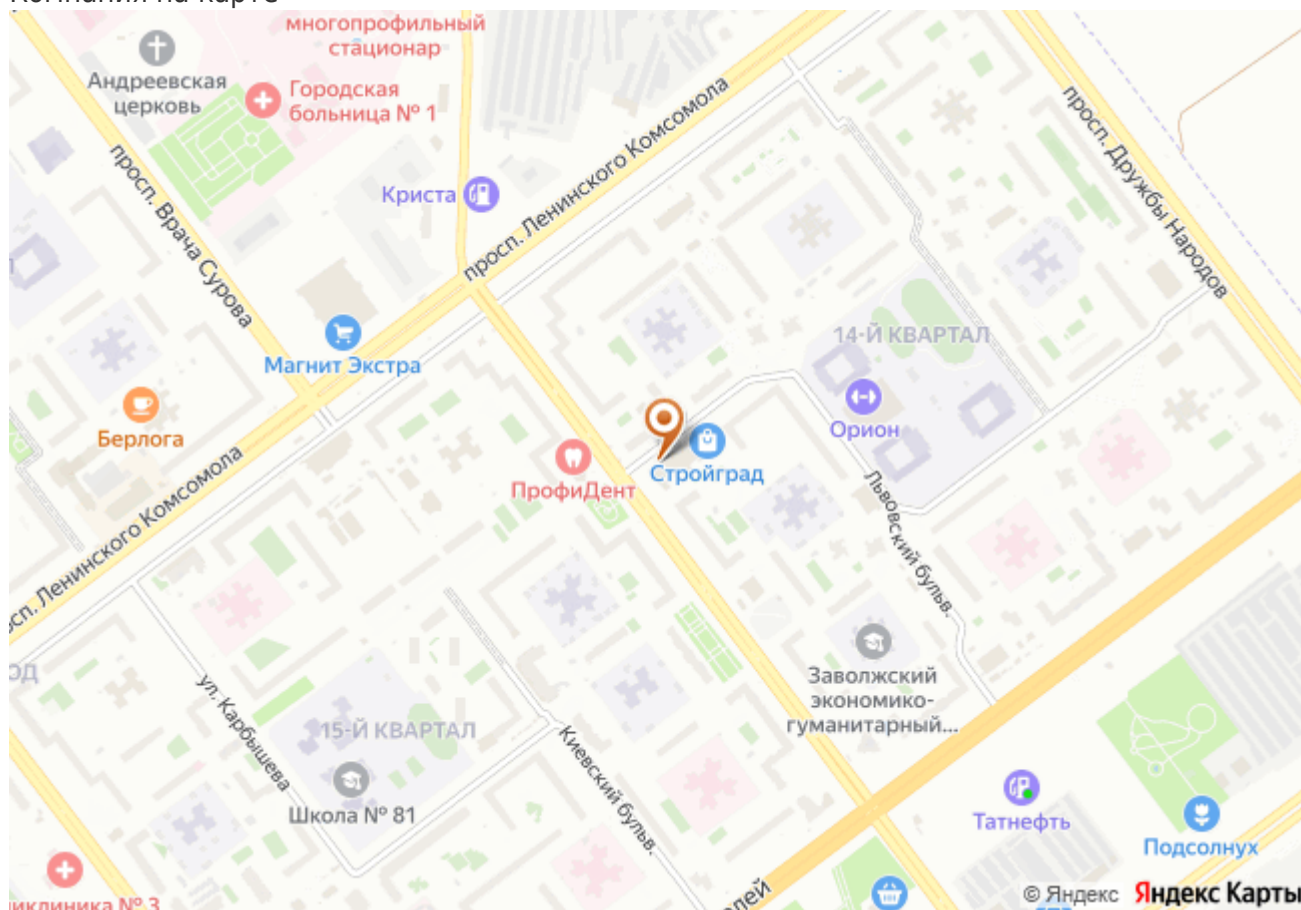 многопрофильный
стационар
Андреевская
церковь
Городская
больница № 1
просп. Ленинского Комсомола
просп. Дружбы Народов
Криста
просп. Врача Сурова
14-Й КВАРТАЛ
Магнит Экстра
Берлога
Орион
Стройград
ПрофиДент
Львовский бульв.
Ленинского Комсомола
Заволжский
экономико-
гуманитарный...
ул. Карбышева
15-Й КВАРТАЛ
Киевский бульв.
Школа № 81
Татнефть
Подсолнух
№ 3
© Яндекс Яндекс Карты